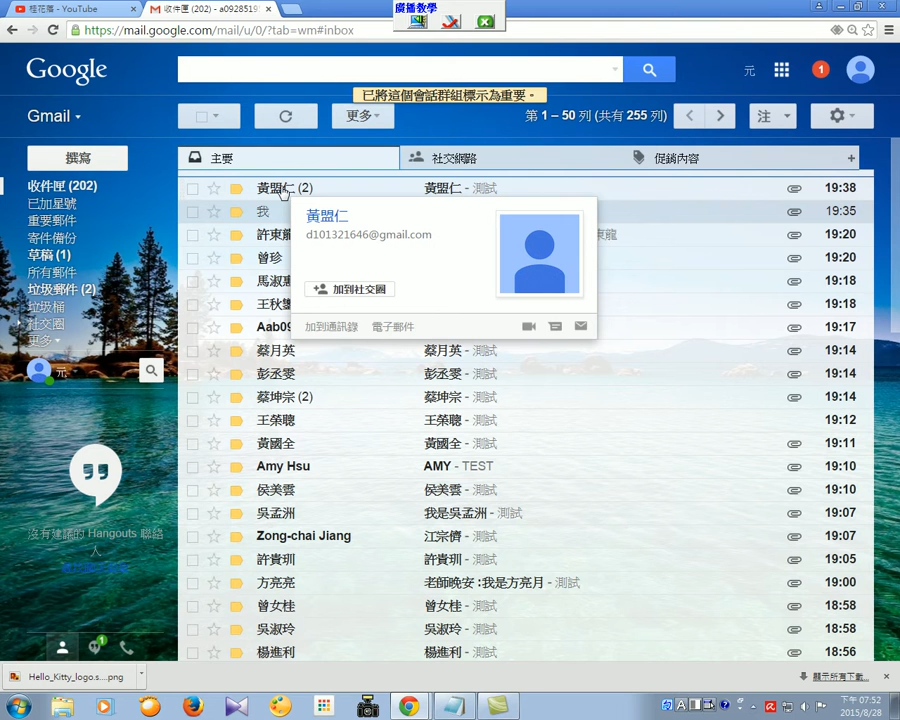 桂花落 - YouTube
收件匣 (202) - a09285195
廣播教學
https://mail.google.com/mail/u/0/?tab=wm#inbox
Google
元
1
已將這個會話群組標示為重要。
Gmail
更多
第 1 – 50 列 (共有 255 列)
注
撰寫
主要
社交網路
促銷內容
收件匣 (202)
已加星號
重要郵件
寄件備份
草稿 (1)
所有郵件
垃圾郵件 (2)
垃圾桶
社交圈
更多
元
黃盟仁 (2) 黃盟仁 - 測試 19:38
我 19:35
許東龍 東龍 19:20
曾珍 19:20
馬淑惠 19:18
王秋 19:18
Aab09 19:17
黃盟仁
d101321646@gmail.com
加到社交圈
加到通訊錄 電子郵件
蔡月英 蔡月英 - 測試 19:14
彭丞雯 彭丞雯 - 測試 19:14
蔡坤宗 (2) 蔡坤宗 - 測試 19:14
王榮聰 王榮聰 - 測試 19:12
黃國全 黃國全 - 測試 19:11
Amy Hsu AMY - TEST 19:10
侯美雲 侯美雲 - 測試 19:10
吳孟洲 我是吳孟洲 - 測試 19:07
Zong-chai Jiang 江宗儕 - 測試 19:07
許貴珼 許貴珼 - 測試 19:05
方亮亮 老師晚安 :我是方亮月 - 測試 19:00
曾女桂 曾女桂 - 測試 18:58
吳淑玲 吳淑玲 - 測試 18:58
楊進利 楊進利 - 測試 18:56
沒有建議的 Hangouts 聯絡
人
1
Hello_Kitty_logo.s....png
顯示所有下載...
下午 07:52
2015/8/28